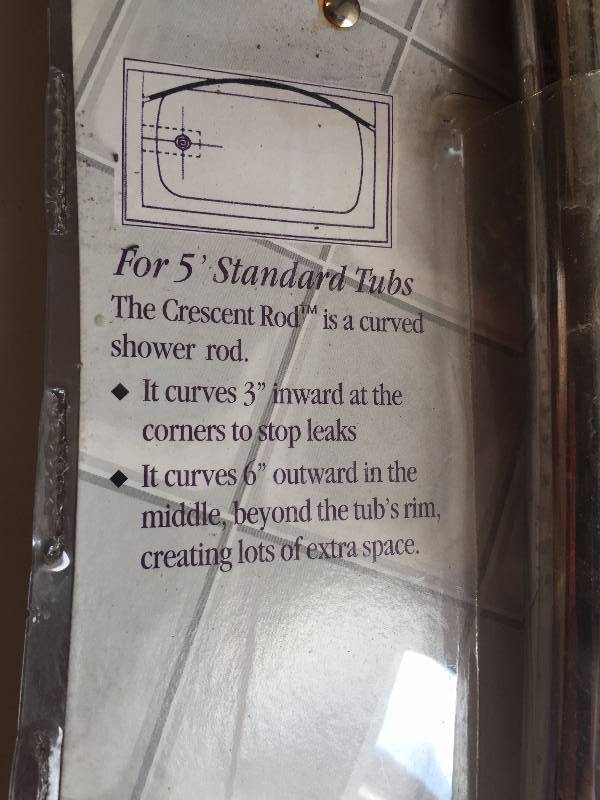 For 5’ Standard Tubs
The Crescent Rod™ is a curved
shower rod.
◆ It curves 3” inward at the
corners to stop leaks
◆ It curves 6” outward in the
middle, beyond the tub’s rim,
creating lots of extra space.